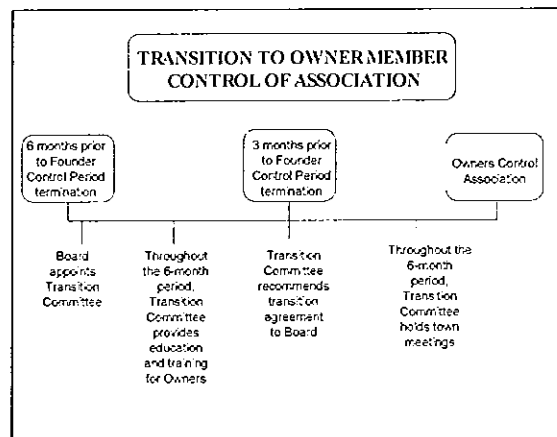 TRANSITION TO OWNER MEMBER
CONTROL OF ASSOCIATION
6 months prior
to Founder
Control Period
termination
3 months prior
to Founder
Control Period
termination
Owners Control
Association
Board
appoints
Transition
Committee
Throughout
the 6-month
period,
Transition
Committee
provides
education
and training
for Owners
Transition
Committee
recommends
transition
agreement
to Board
Throughout the
6-month
period,
Transition
Committee
holds town
meetings